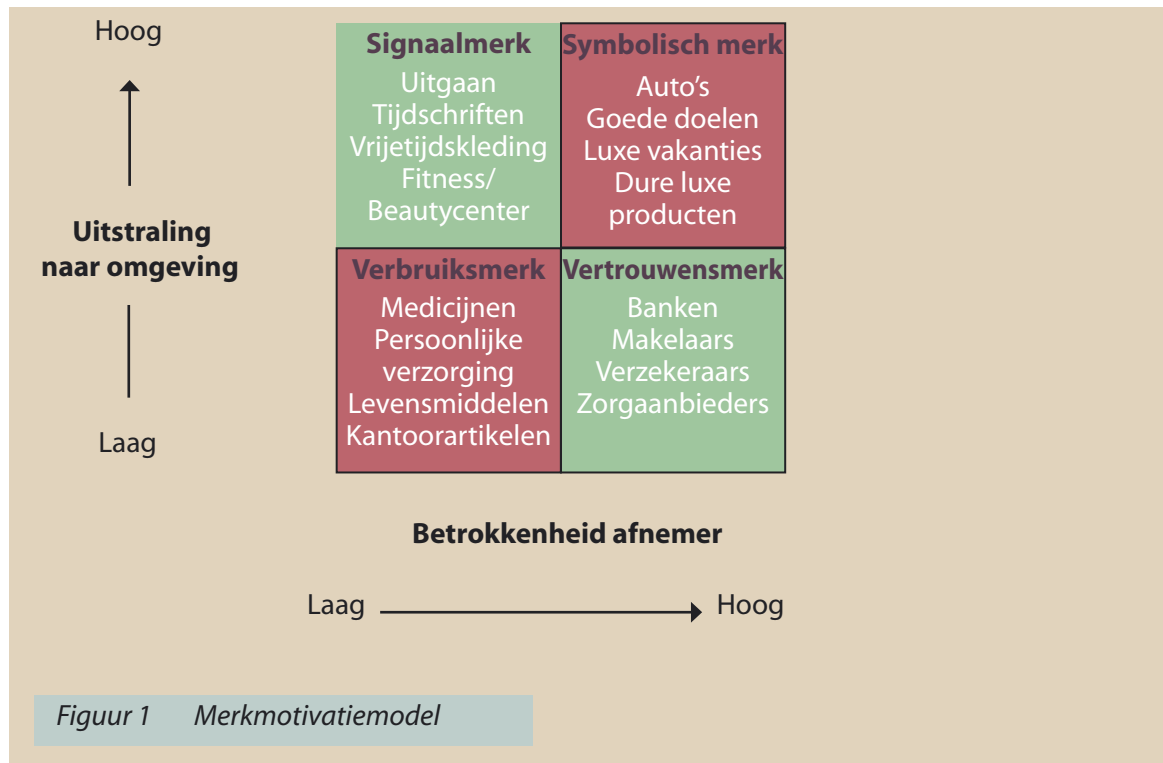 Hoog
Uitstraling
naar omgeving
Laag
Signaalmerk
Uitgaan
Tijdschriften
Vrijetijdskleding
Fitness/
Beautycenter
Symbolisch merk
Auto’s
Goede doelen
Luxe vakanties
Dure luxe
producten
Verbruiksmerk
Medicijnen
Persoonlijke
verzorging
Levensmiddelen
Kantoorartikelen
Vertrouwensmerk
Banken
Makelaars
Verzekeraars
Zorgaanbieders
Betrokkenheid afnemer
Laag Hoog
Figuur 1 Merkmotivatiemodel